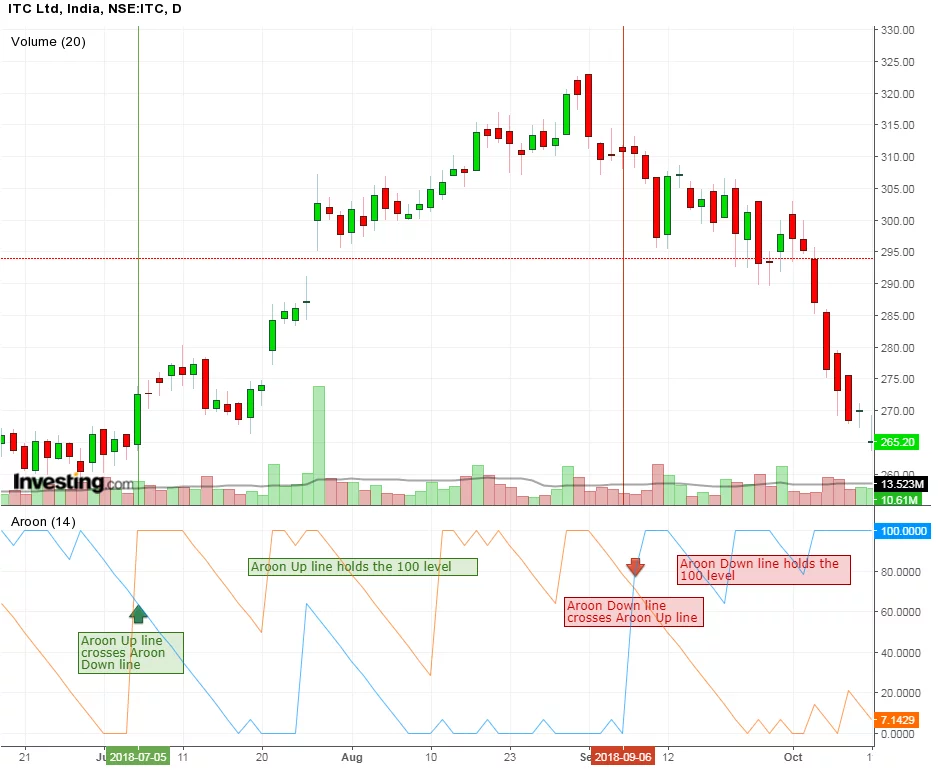 ITC Ltd, India, NSE:ITC, D
Volume (20)
330.00
325.00
320.00
315.00
310.00
305.00
300.00
295.00
290.00
285.00
280.00
275.00
270.00
265.20
260.00
Investing.com
13.523M
10.61M
Aroon (14)
100.0000
Aroon Up line holds the 100 level
Aroon Down line holds the
100 level
80.0000
Aroon Down line
crosses Aroon Up line
60.0000
Aroon Up line
crosses Aroon
Down line
40.0000
20.0000
7.1429
0.0000
21
2018-07-05
11
20
Aug
10
23
2018-09-06
12
Oct
1